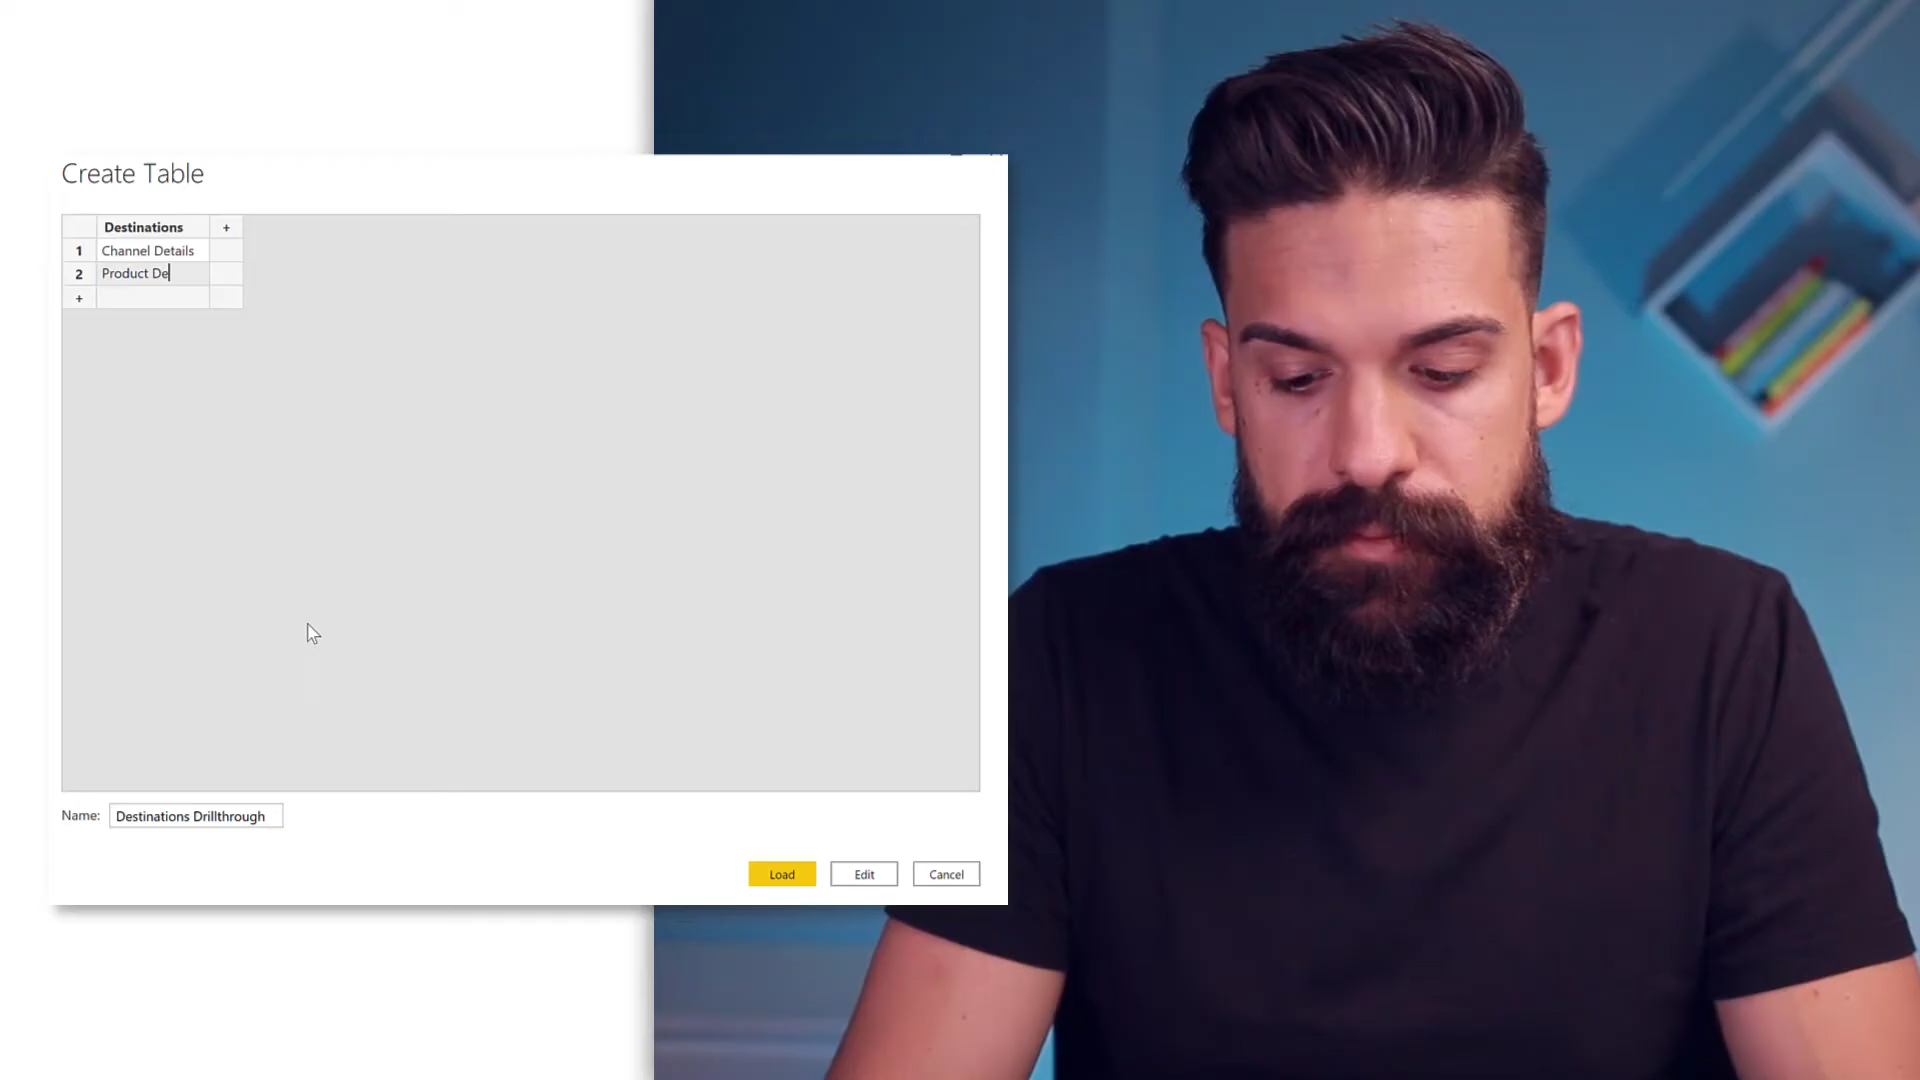 Create Table
Destinations +
1 Channel Details
2 Product De
+
Name: Destinations Drillthrough
Load Edit Cancel